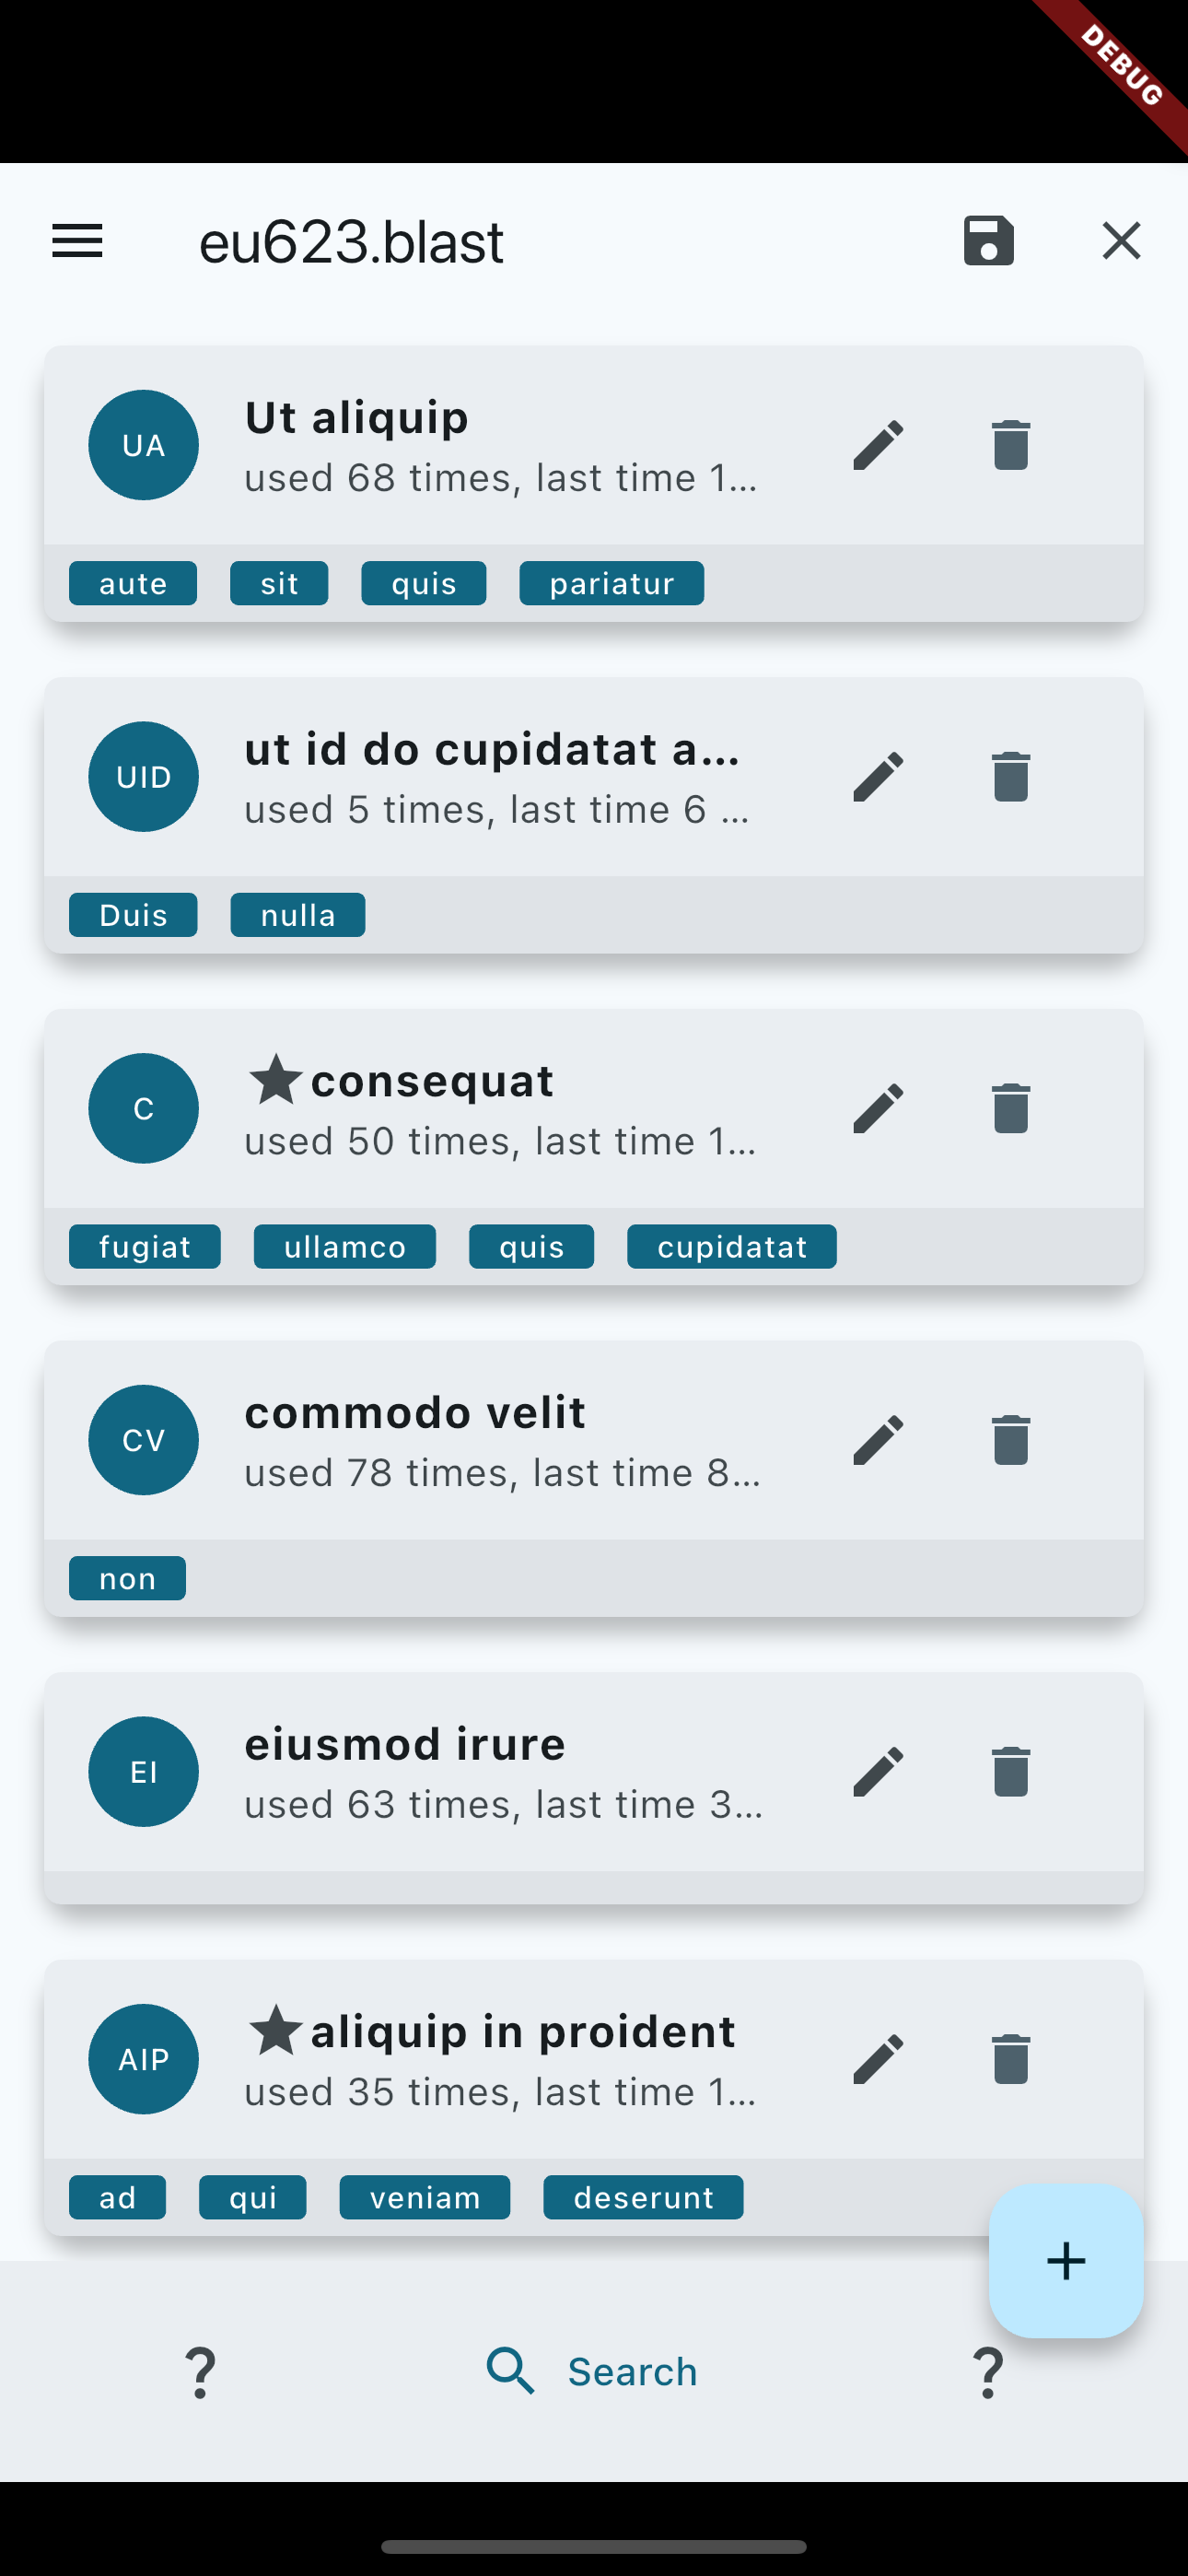 DEBUG
eu623.blast
UA
Ut aliquip
used 68 times, last time 1...
aute sit quis pariatur
UID
ut id do cupidatat a...
used 5 times, last time 6 ...
Duis nulla
C
consequat
used 50 times, last time 1...
fugiat ullamco quis cupidatat
CV
commodo velit
used 78 times, last time 8...
non
EI
eiusmod irure
used 63 times, last time 3...
AIP
aliquip in proident
used 35 times, last time 1...
ad qui veniam deserunt
+
? Search ?